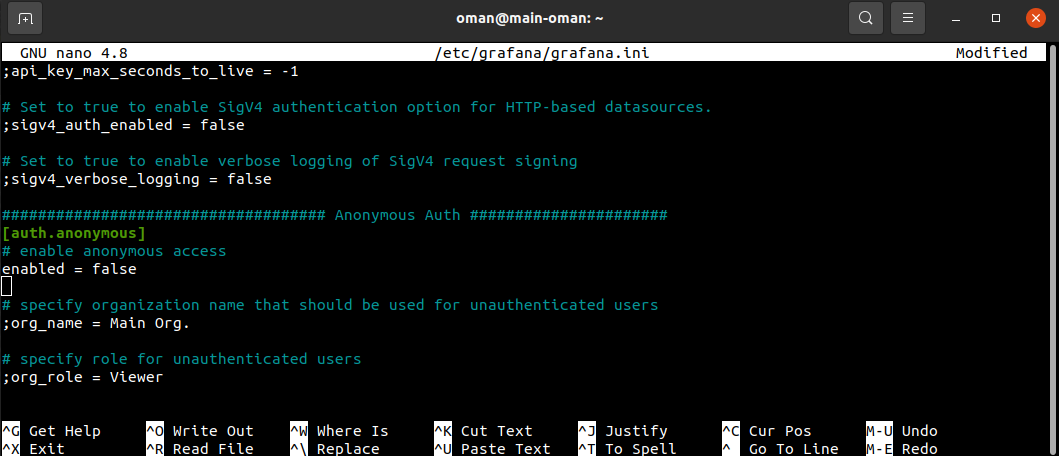 oman@main-oman: ~
GNU nano 4.8 /etc/grafana/grafana.ini Modified
;api_key_max_seconds_to_live = -1
# Set to true to enable SigV4 authentication option for HTTP-based datasources.
;sigv4_auth_enabled = false
# Set to true to enable verbose logging of SigV4 request signing
;sigv4_verbose_logging = false
#################################### Anonymous Auth ######################
[auth.anonymous]
# enable anonymous access
enabled = false
# specify organization name that should be used for unauthenticated users
;org_name = Main Org.
# specify role for unauthenticated users
;org_role = Viewer
^G Get Help ^O Write Out ^W Where Is ^K Cut Text ^J Justify ^C Cur Pos M-U Undo
^X Exit ^R Read File ^\ Replace ^U Paste Text ^T To Spell ^_ Go To Line M-E Redo